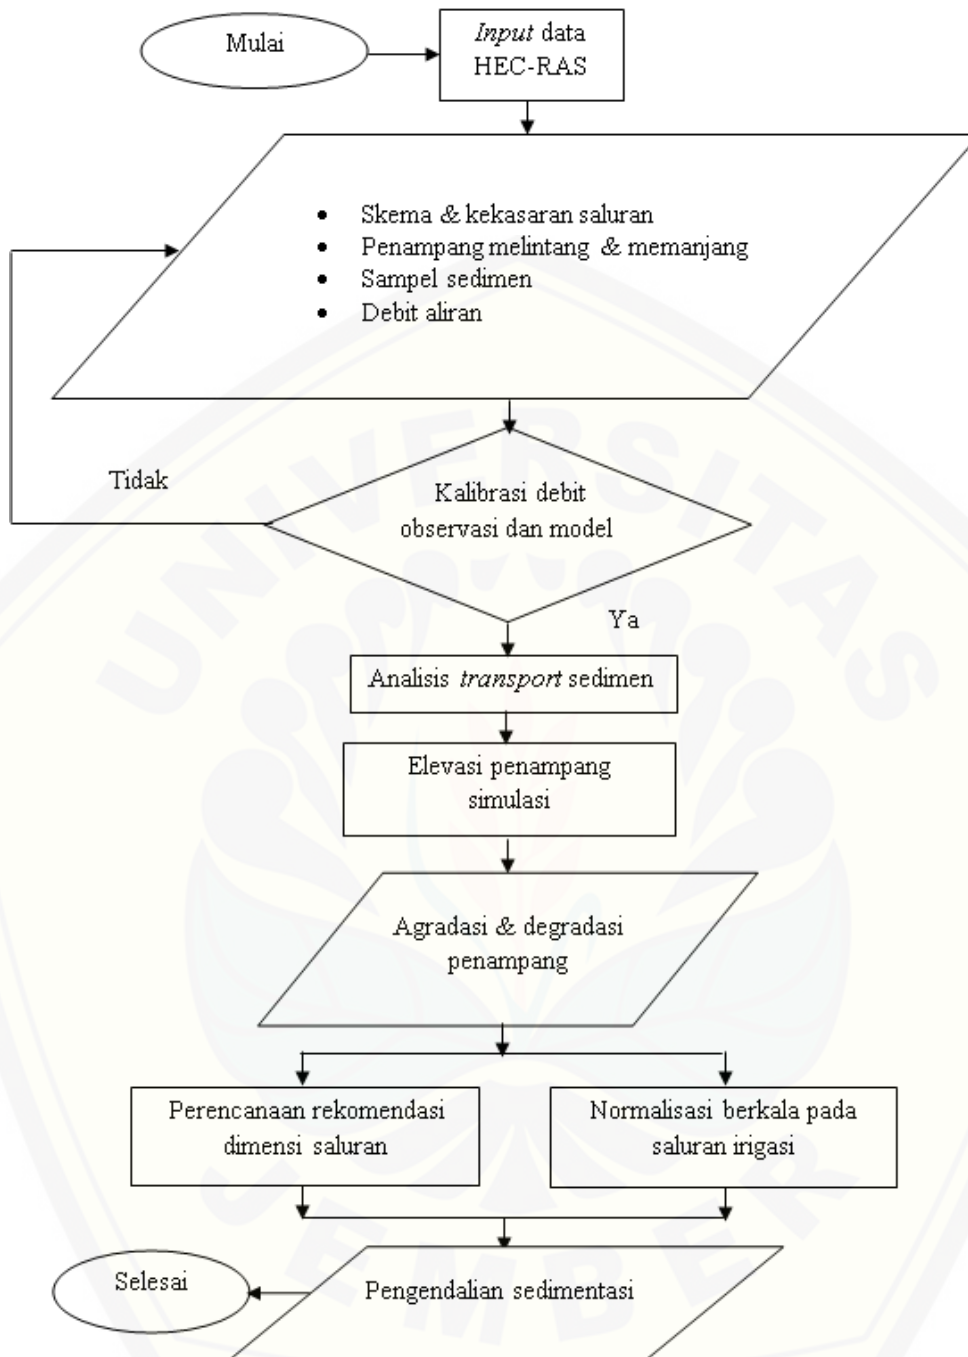 Mulai
Input data
HEC-RAS
• Skema & kekasaran saluran
• Penampang melintang & memanjang
• Sampel sedimen
• Debit aliran
Tidak
Kalibrasi debit
observasi dan model
Ya
Analisis transport sedimen
Elevasi penampang
simulasi
Agradasi & degradasi
penampang
Perencanaan rekomendasi
dimensi saluran
Normalisasi berkala pada
saluran irigasi
Selesai
Pengendalian sedimentasi
UNIVERSITAS
JEMBER